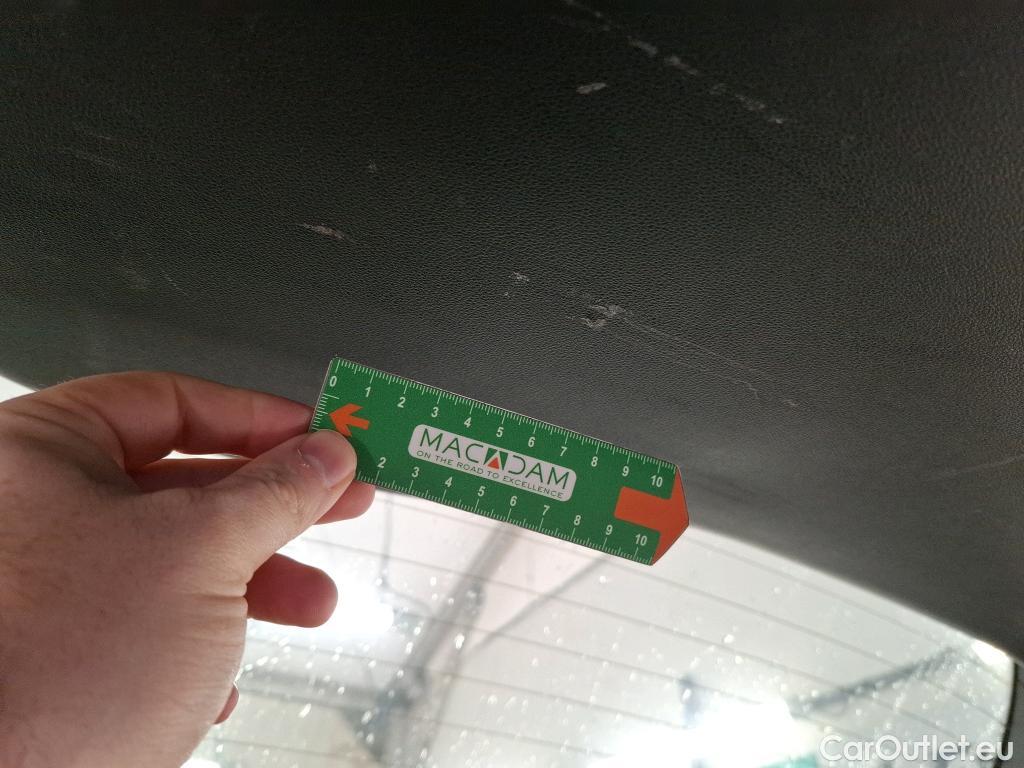 0 1 2 3 4 5 6 7 8 9 10
MACADAM
ON THE ROAD TO EXCELLENCE
2 3 4 5 6 7 8 9 10
CarOutlet.eu